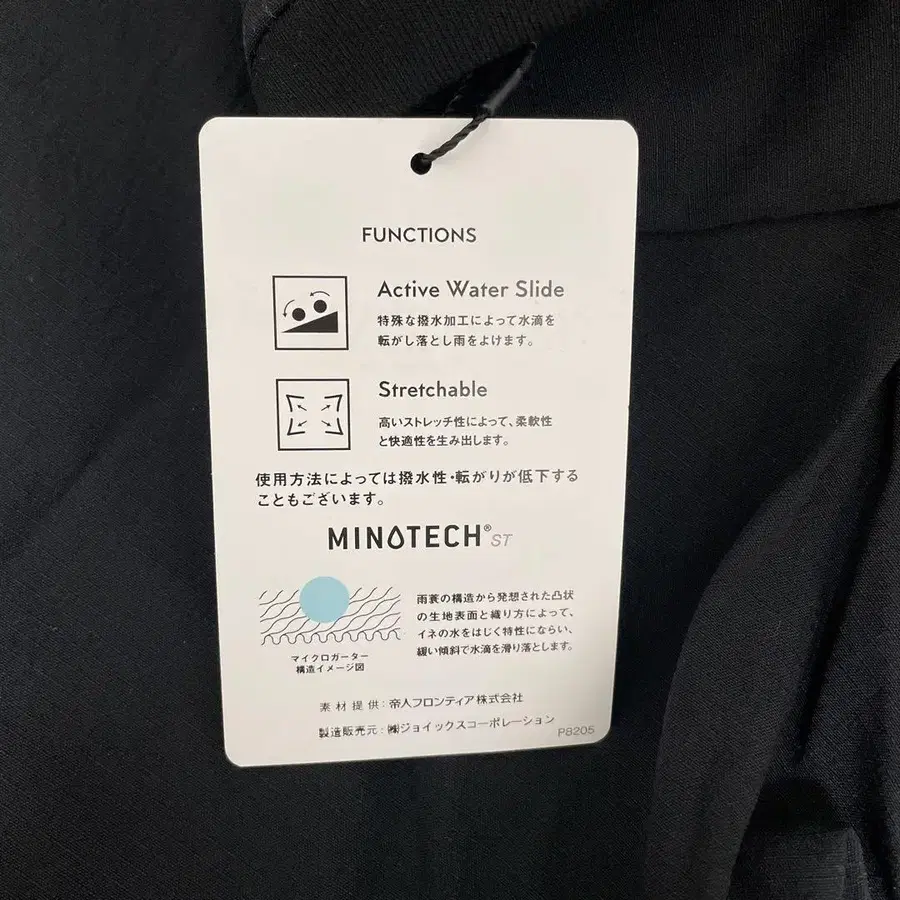 FUNCTIONS
Active Water Slide
特殊な撥水加工によって水滴を
転がし落とし雨をよけます。
Stretchable
高いストレッチ性によって、柔軟性
と快適性を生み出します。
使用方法によっては撥水性・転がりが低下する
こともございます。
MINOTECH® ST
雨蓑の構造から発想された凸状
の生地表面と織り方によって、
イネの水をはじく特性にならい、
緩い傾斜で水滴を滑り落とします。
マイクロガーター
構造イメージ図
素材提供:帝人フロンティア株式会社
製造販売元:㈱ジョイックスコーポレーション
P8205